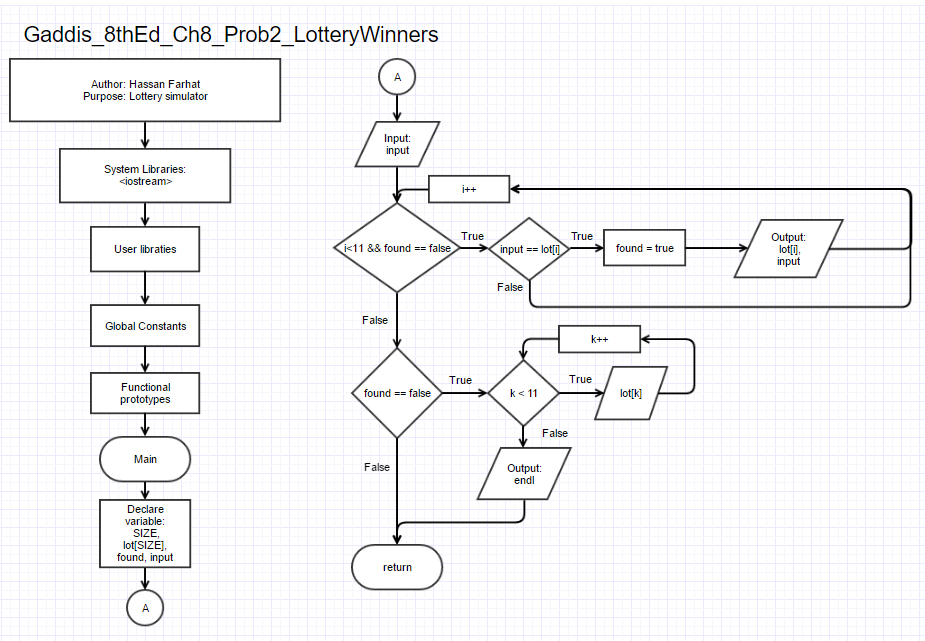 Gaddis_8thEd_Ch8_Prob2_LotteryWinners
Author: Hassan Farhat
Purpose: Lottery simulator
System Libraries:
<iostream>
User libraties
Global Constants
Functional
prototypes
Main
Declare
variable:
SIZE,
lot[SIZE],
found, input
A
A
Input:
input
i++
i<11 && found == false
True
input == lot[i]
True
found = true
Output:
lot[i],
input
False
False
k++
found == false
True
k < 11
True
lot[k]
False
Output:
endl
False
return